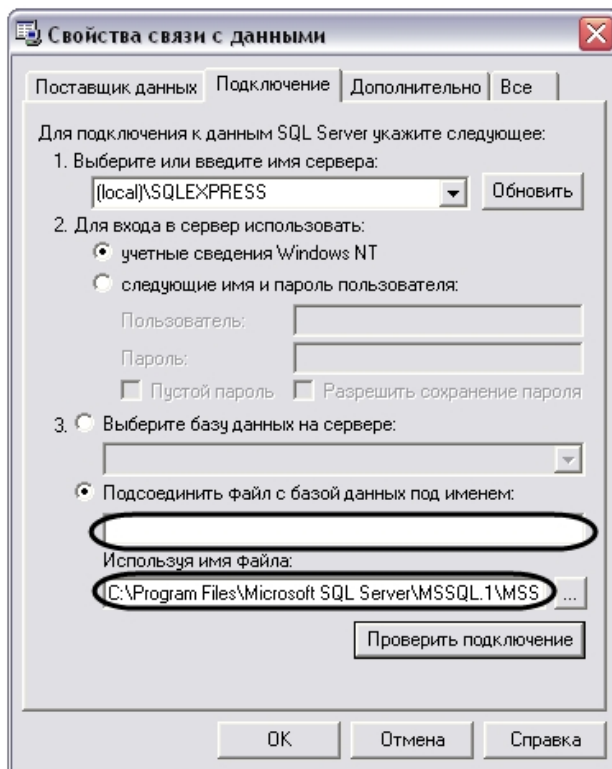 Свойства связи с данными
Поставщик данных Подключение Дополнительно Все
Для подключения к данным SQL Server укажите следующее:
1. Выберите или введите имя сервера:
(local)\SQLEXPRESS Обновить
2. Для входа в сервер использовать:
учетные сведения Windows NT
следующие имя и пароль пользователя:
Пользователь:
Пароль:
Пустой пароль Разрешить сохранение пароля
3. Выберите базу данных на сервере:
Подсоединить файл с базой данных под именем:
Используя имя файла:
C:\Program Files\Microsoft SQL Server\MSSQL.1\MSS ...
Проверить подключение
OK Отмена Справка